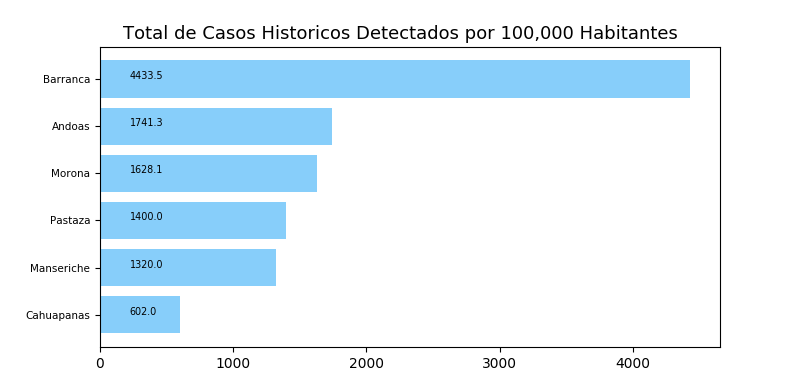 Total de Casos Historicos Detectados por 100,000 Habitantes
Barranca 4433.5
Andoas 1741.3
Morona 1628.1
Pastaza 1400.0
Manseriche 1320.0
Cahuapanas 602.0
0 1000 2000 3000 4000